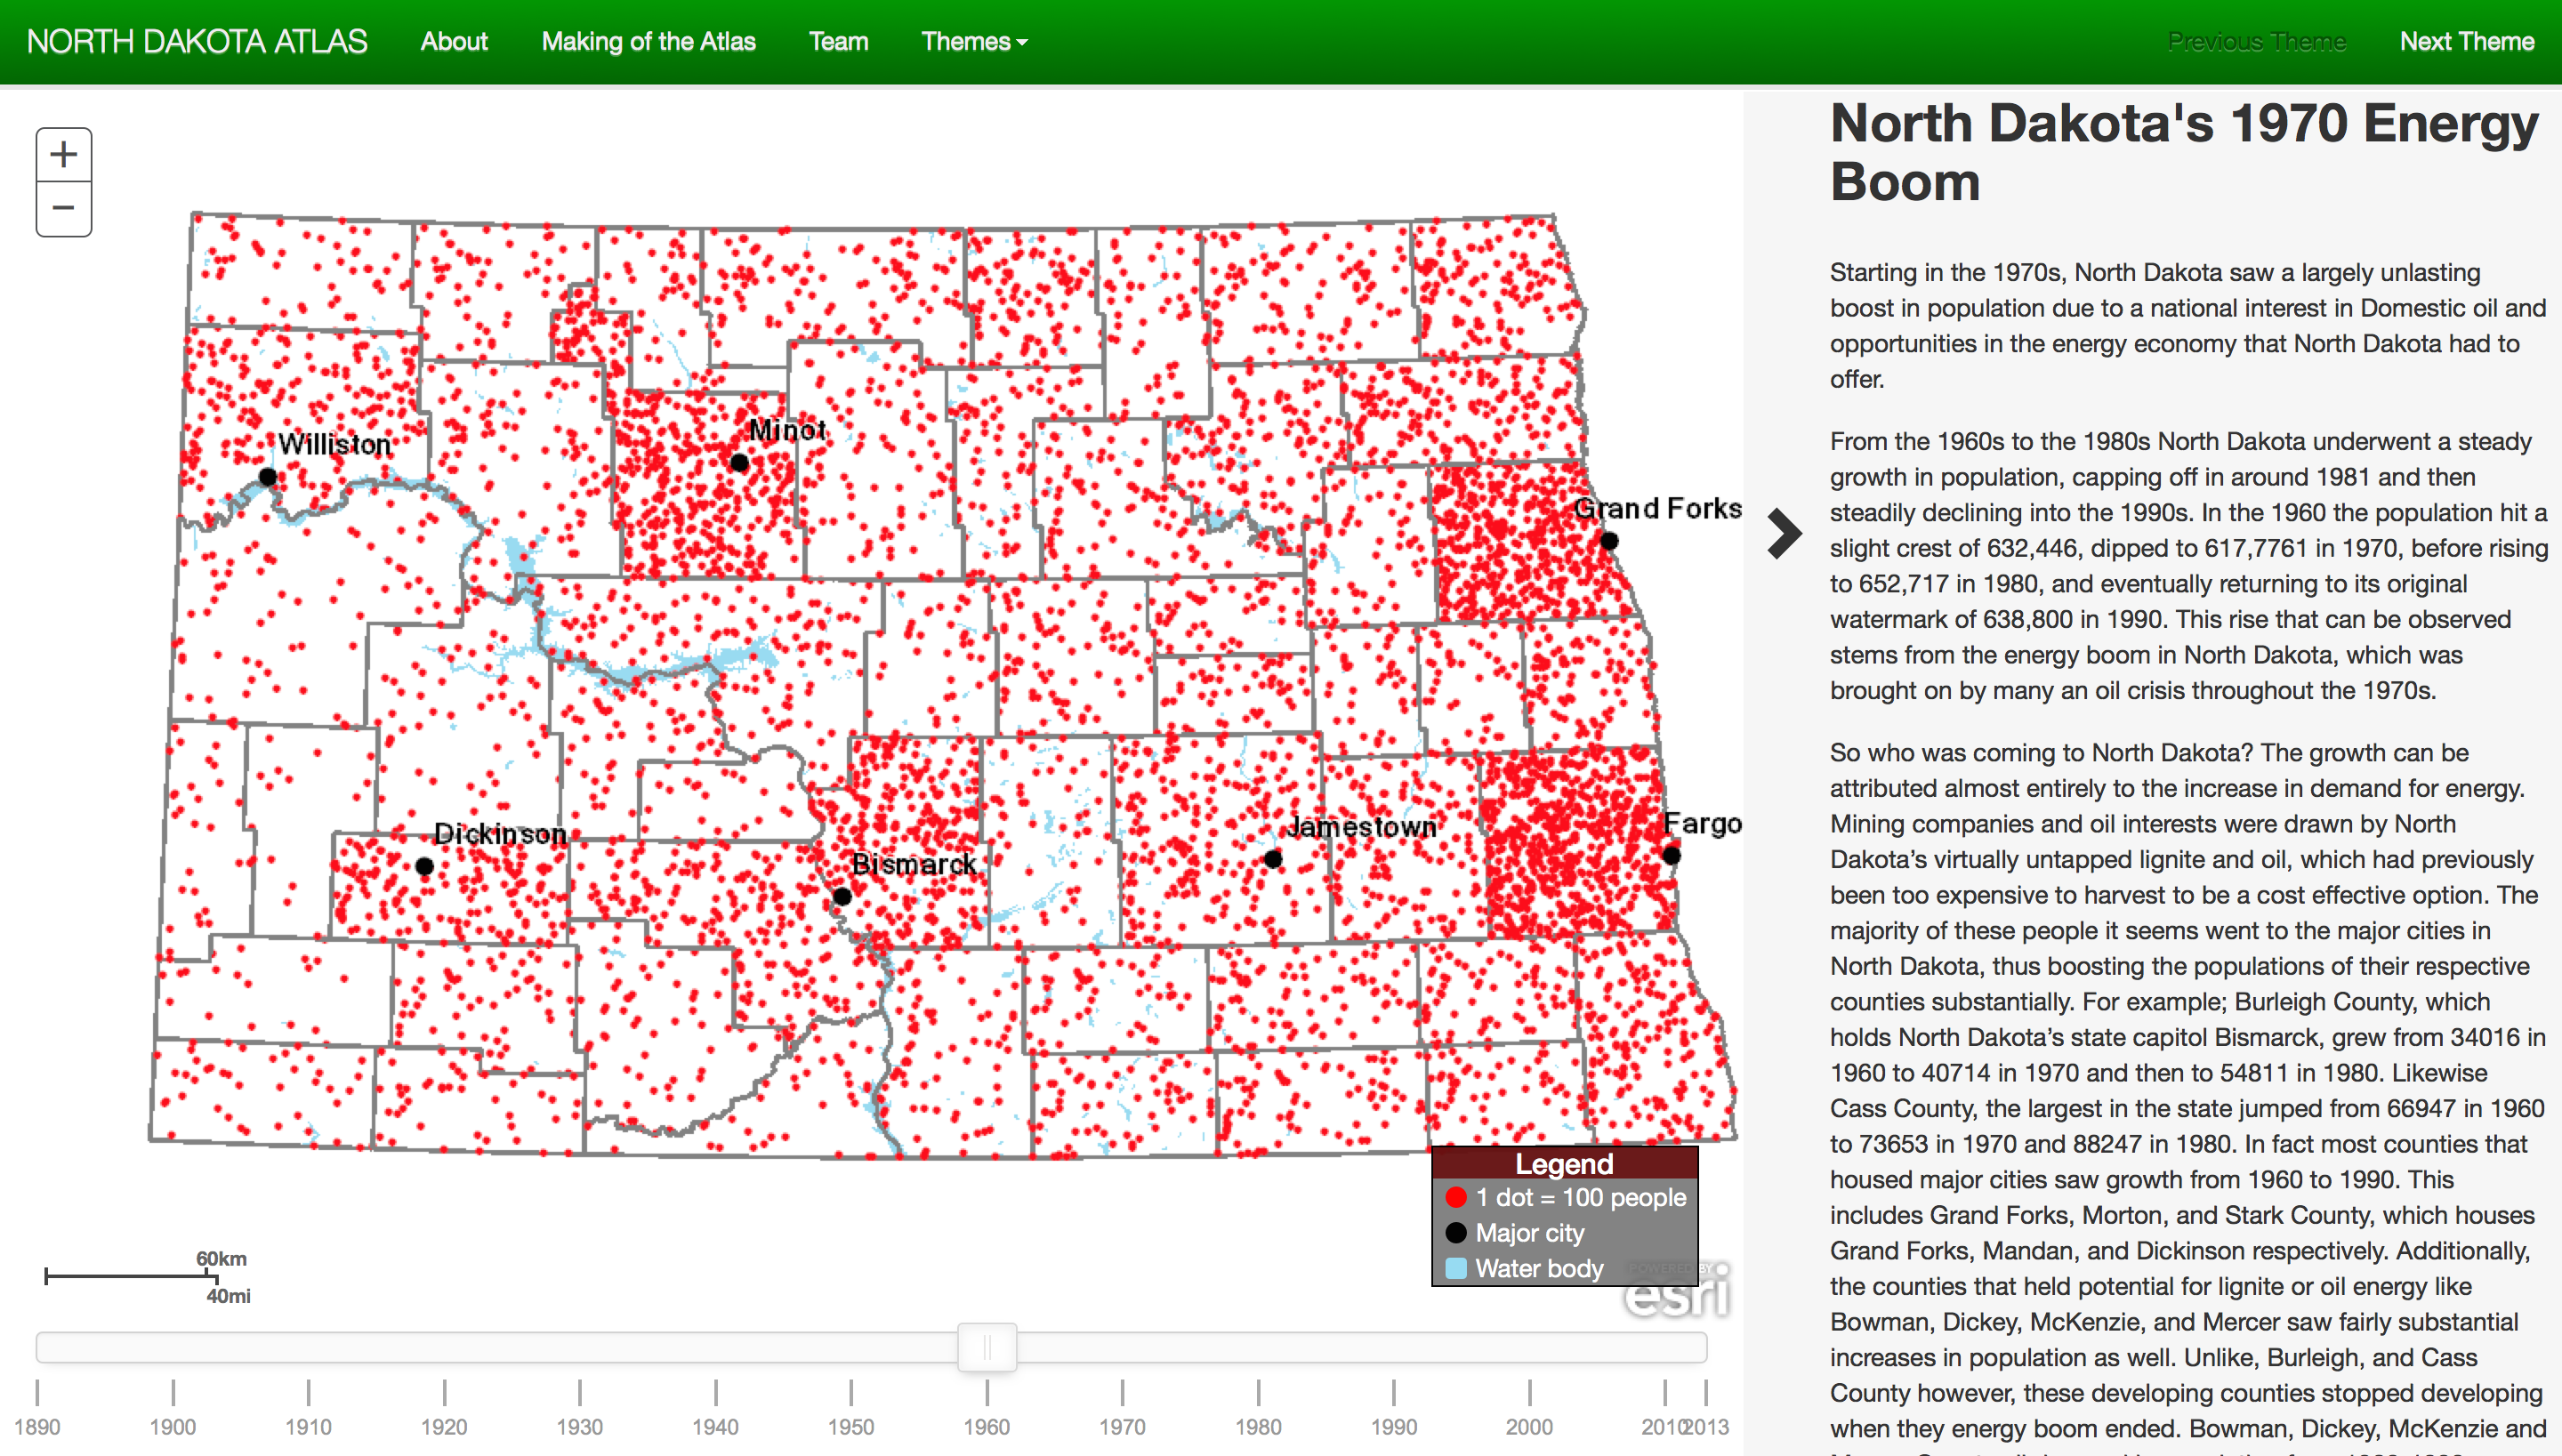 NORTH DAKOTA ATLAS About Making of the Atlas Team Themes Previous Theme Next Theme
+
−
Williston
Minot
Grand Forks
Dickinson
Bismarck
Jamestown
Fargo
Legend
1 dot = 100 people
Major city
Water body
POWERED BY
esri
60km
40mi
1890 1900 1910 1920 1930 1940 1950 1960 1970 1980 1990 2000 2010 2013
North Dakota's 1970 Energy
Boom
Starting in the 1970s, North Dakota saw a largely unlasting
boost in population due to a national interest in Domestic oil and
opportunities in the energy economy that North Dakota had to
offer.
From the 1960s to the 1980s North Dakota underwent a steady
growth in population, capping off in around 1981 and then
steadily declining into the 1990s. In the 1960 the population hit a
slight crest of 632,446, dipped to 617,7761 in 1970, before rising
to 652,717 in 1980, and eventually returning to its original
watermark of 638,800 in 1990. This rise that can be observed
stems from the energy boom in North Dakota, which was
brought on by many an oil crisis throughout the 1970s.
So who was coming to North Dakota? The growth can be
attributed almost entirely to the increase in demand for energy.
Mining companies and oil interests were drawn by North
Dakota’s virtually untapped lignite and oil, which had previously
been too expensive to harvest to be a cost effective option. The
majority of these people it seems went to the major cities in
North Dakota, thus boosting the populations of their respective
counties substantially. For example; Burleigh County, which
holds North Dakota’s state capitol Bismarck, grew from 34016 in
1960 to 40714 in 1970 and then to 54811 in 1980. Likewise
Cass County, the largest in the state jumped from 66947 in 1960
to 73653 in 1970 and 88247 in 1980. In fact most counties that
housed major cities saw growth from 1960 to 1990. This
includes Grand Forks, Morton, and Stark County, which houses
Grand Forks, Mandan, and Dickinson respectively. Additionally,
the counties that held potential for lignite or oil energy like
Bowman, Dickey, McKenzie, and Mercer saw fairly substantial
increases in population as well. Unlike, Burleigh, and Cass
County however, these developing counties stopped developing
when they energy boom ended. Bowman, Dickey, McKenzie and